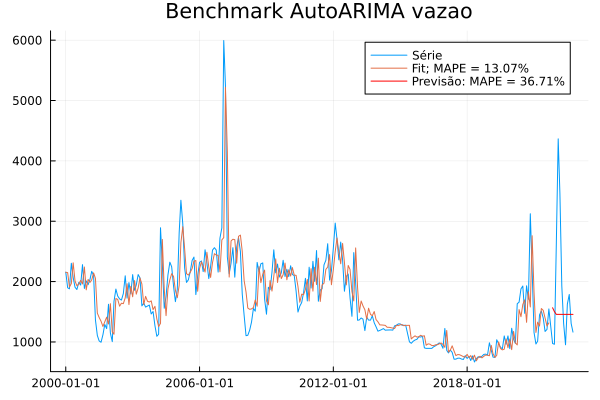 Benchmark AutoARIMA vazao
Série
Fit; MAPE = 13.07%
Previsão: MAPE = 36.71%
6000
5000
4000
3000
2000
1000
2000-01-01 2006-01-01 2012-01-01 2018-01-01